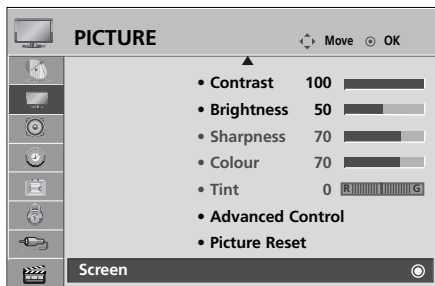 PICTURE
Move ⊙ OK
• Contrast 100
• Brightness 50
• Sharpness 70
• Colour 70
• Tint 0 R G
• Advanced Control
• Picture Reset
Screen